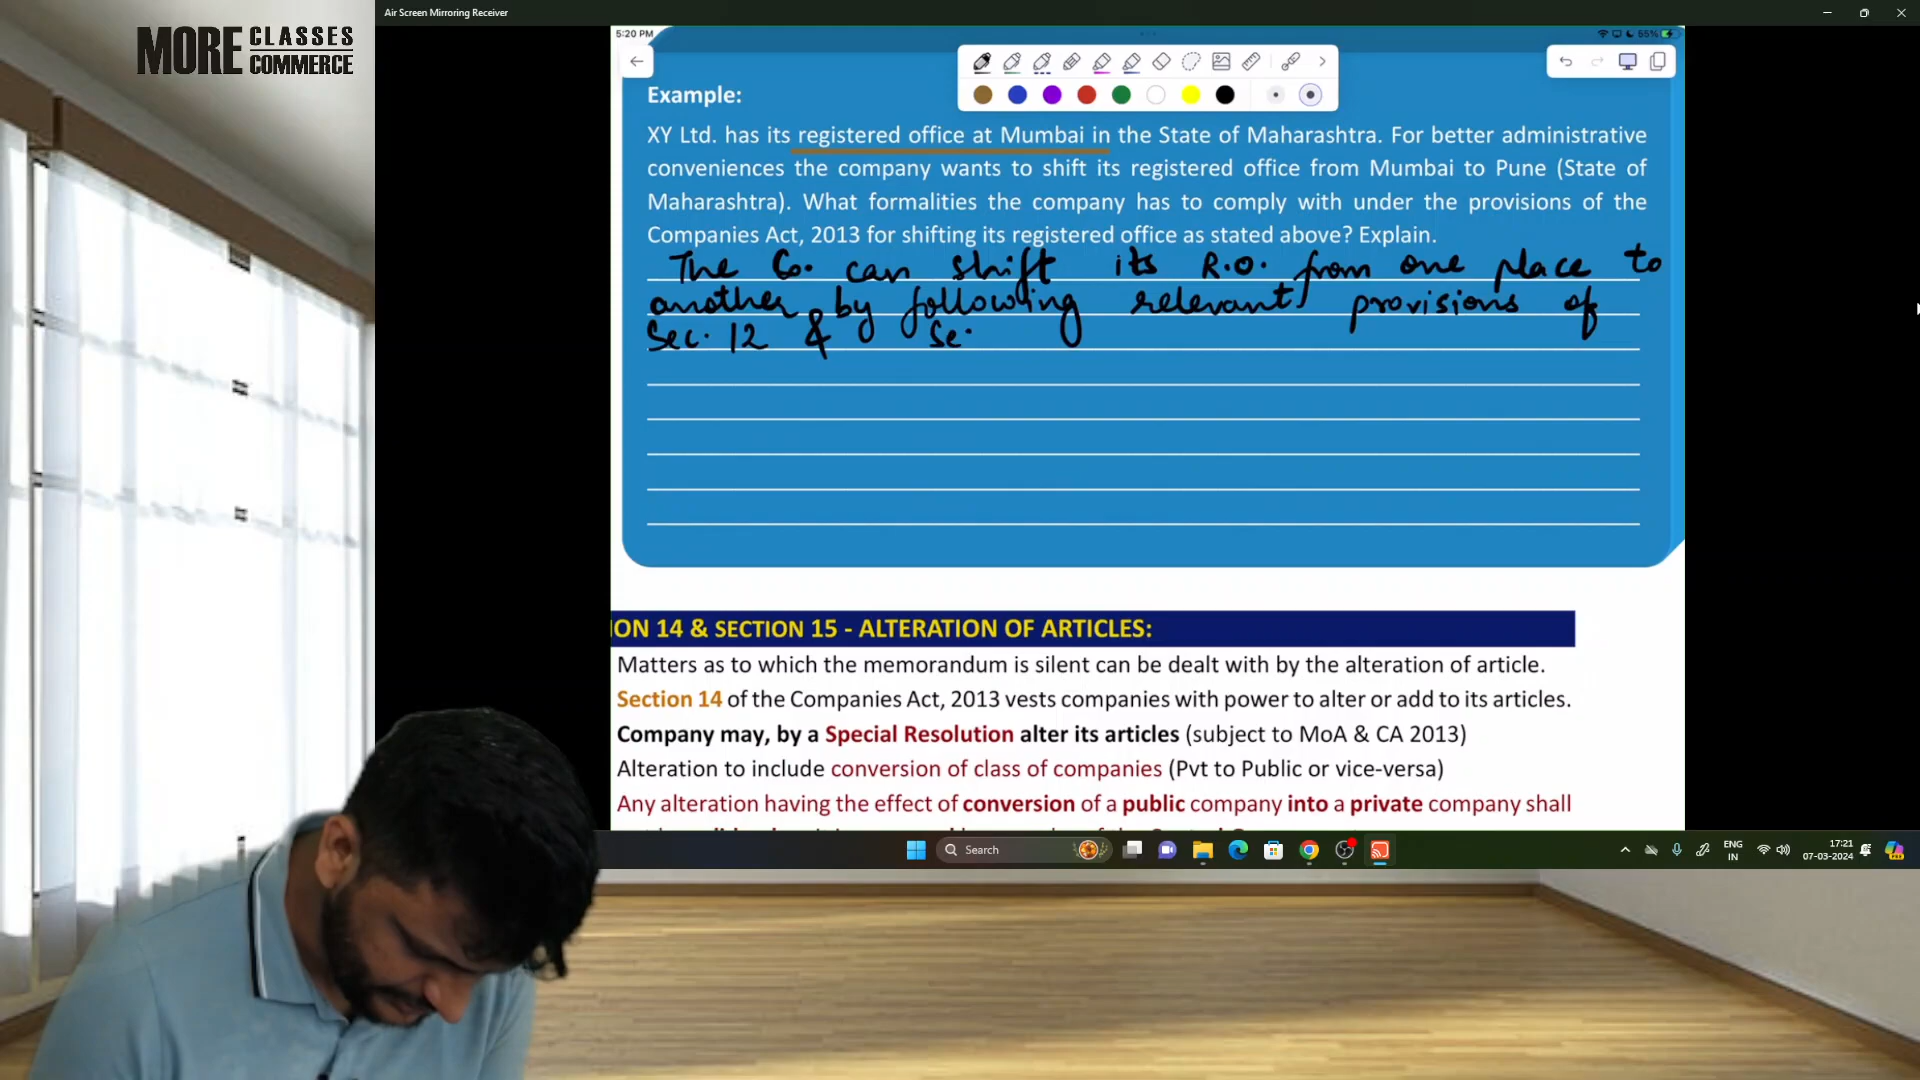 Air Screen Mirroring Receiver
MORE CLASSES COMMERCE
5:20 PM
55%
Example:
XY Ltd. has its registered office at Mumbai in the State of Maharashtra. For better administrative
conveniences the company wants to shift its registered office from Mumbai to Pune (State of
Maharashtra). What formalities the company has to comply with under the provisions of the
Companies Act, 2013 for shifting its registered office as stated above? Explain.
The Co. can shift its R.O. from one place to
another by following relevant provisions of
Sec. 12 & Se
ION 14 & SECTION 15 - ALTERATION OF ARTICLES:
Matters as to which the memorandum is silent can be dealt with by the alteration of article.
Section 14 of the Companies Act, 2013 vests companies with power to alter or add to its articles.
Company may, by a Special Resolution alter its articles (subject to MoA & CA 2013)
Alteration to include conversion of class of companies (Pvt to Public or vice-versa)
Any alteration having the effect of conversion of a public company into a private company shall
Search
ENG
IN
17:21
07-03-2024